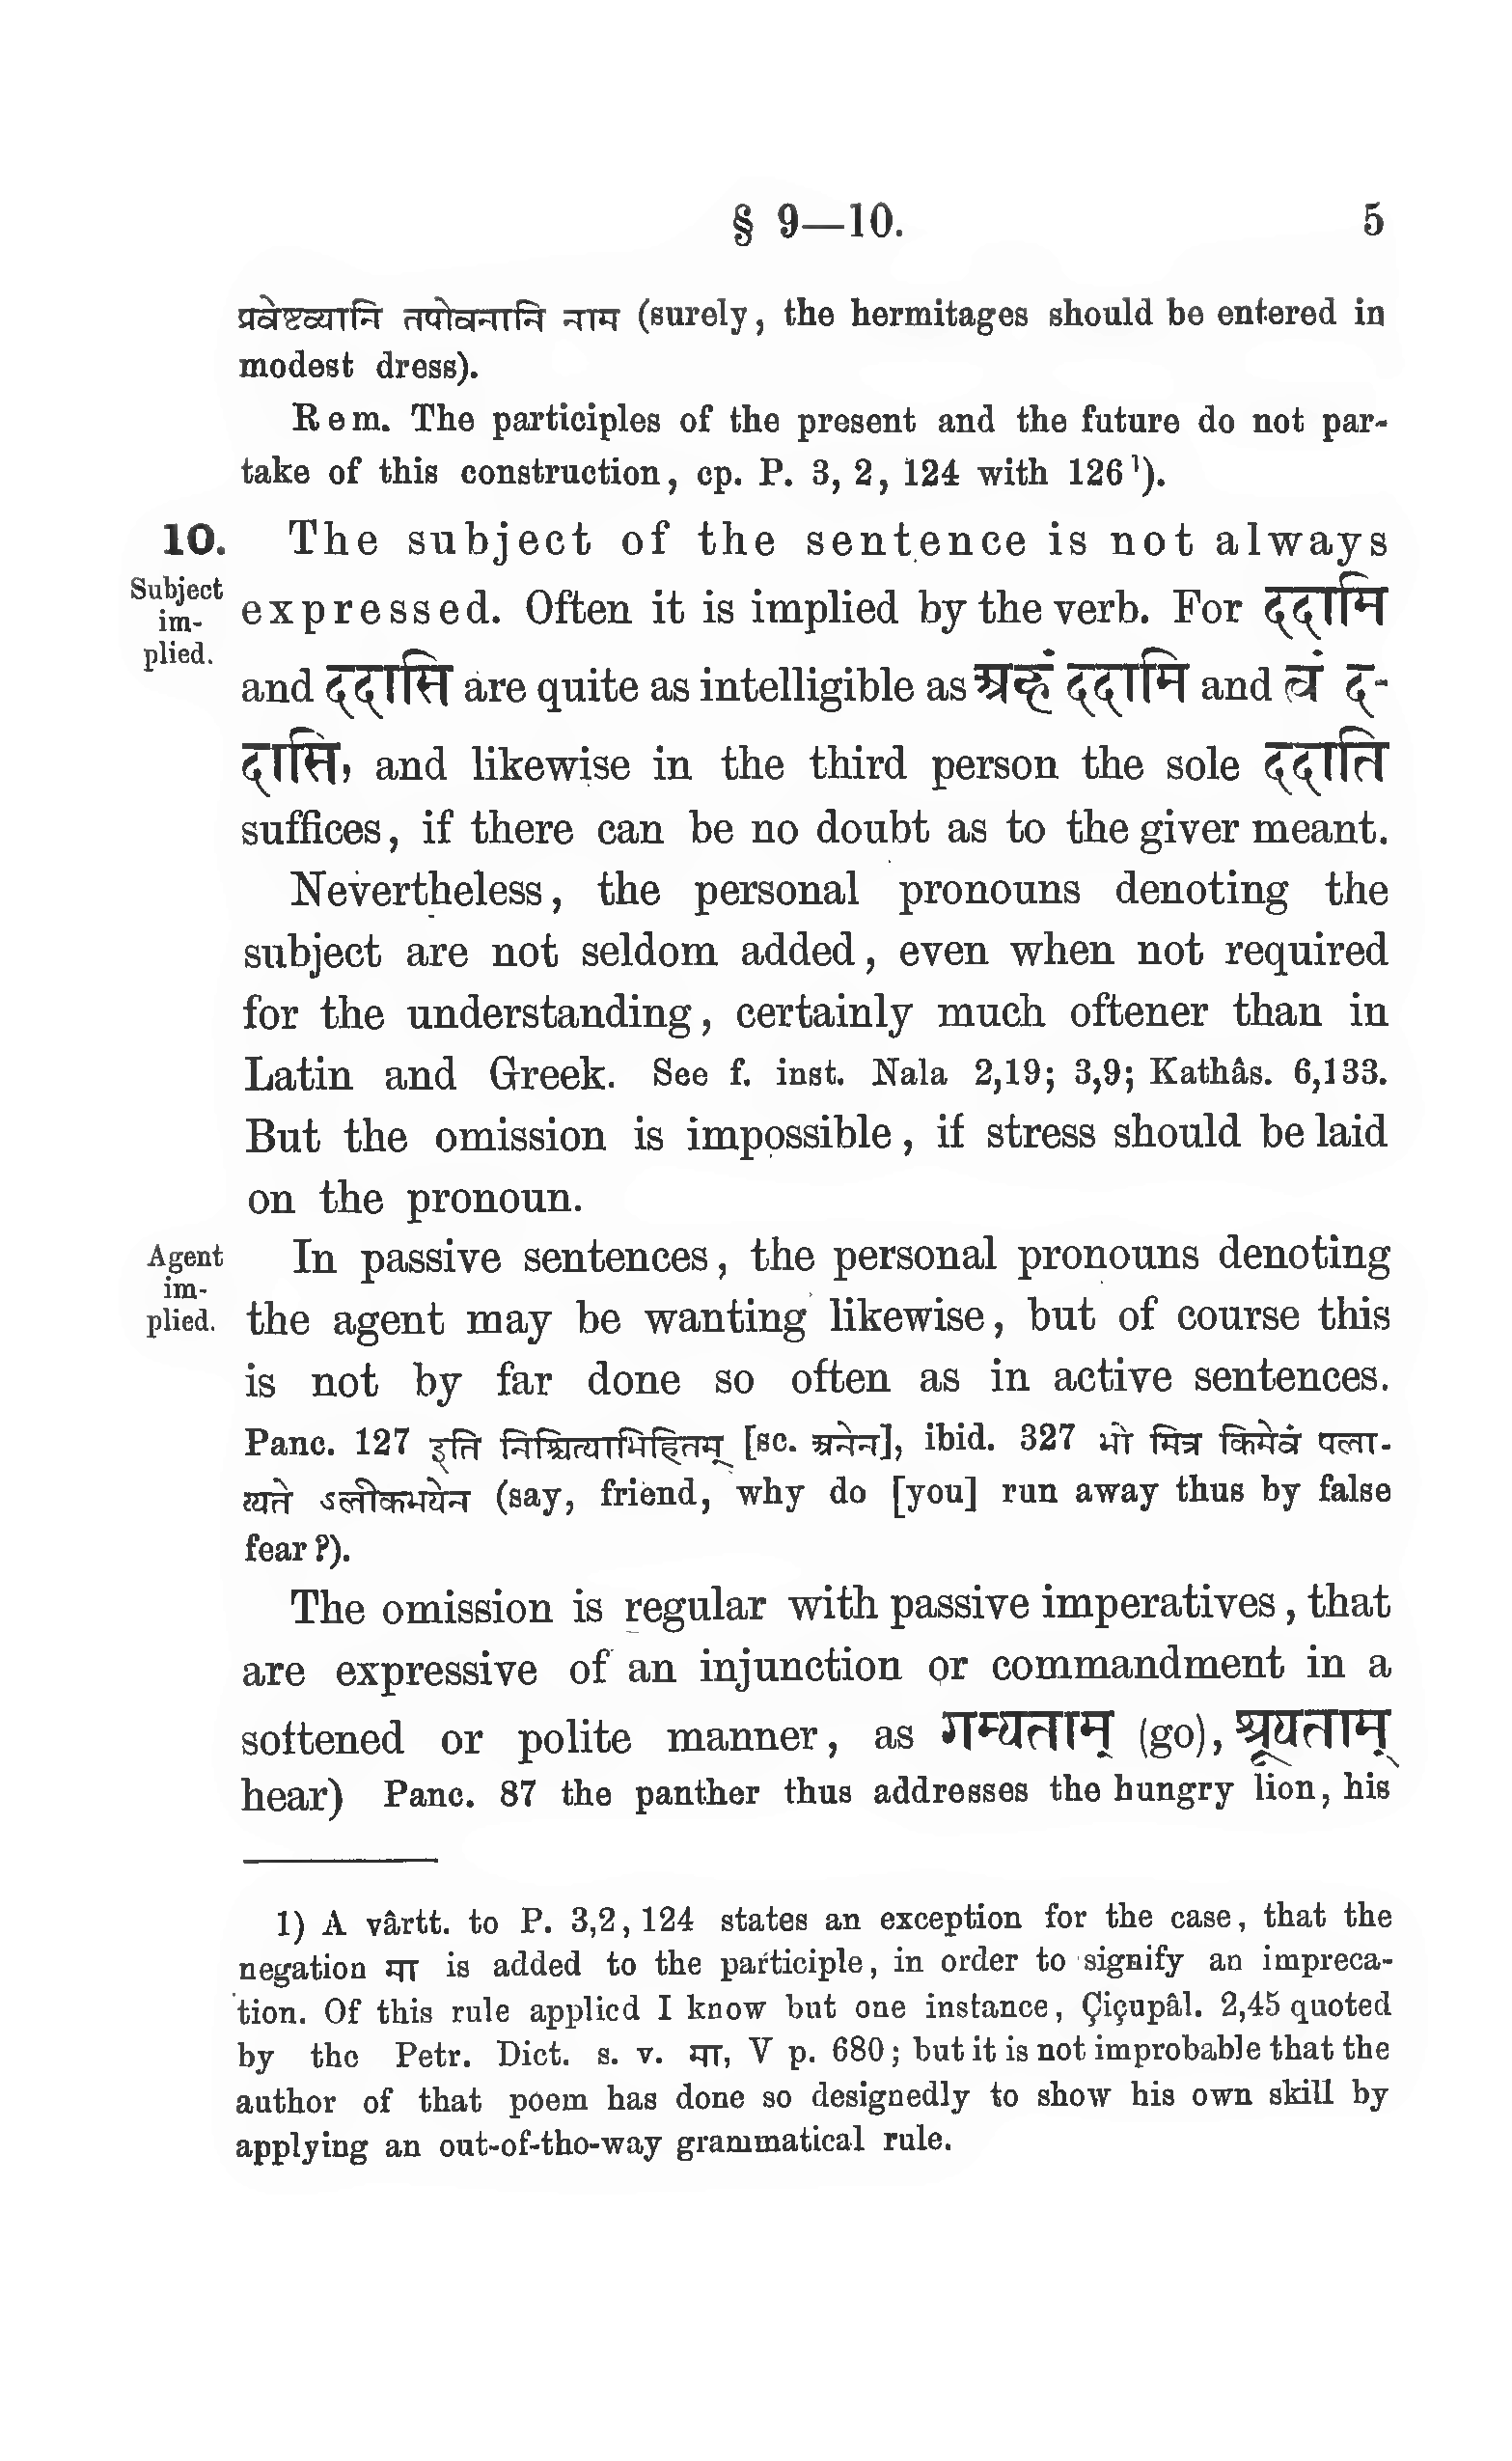 § 9—10. 5
प्रवेष्टव्यानि तपोवनानि नाम (surely, the hermitages should be entered in
modest dress).
Rem. The participles of the present and the future do not par-
take of this construction, cp. P. 3, 2, 124 with 126 ¹).
10. The subject of the sentence is not always
Subject
im-
plied.
expressed. Often it is implied by the verb. For ददामि
and ददासि are quite as intelligible as अहं ददामि and त्वं द-
दासि, and likewise in the third person the sole ददाति
suffices, if there can be no doubt as to the giver meant.
Nevertheless, the personal pronouns denoting the
subject are not seldom added, even when not required
for the understanding, certainly much oftener than in
Latin and Greek. See f. inst. Nala 2,19; 3,9; Kathâs. 6,133.
But the omission is impossible, if stress should be laid
on the pronoun.
Agent
im-
plied.
In passive sentences, the personal pronouns denoting
the agent may be wanting likewise, but of course this
is not by far done so often as in active sentences.
Panc. 127 इति निश्चित्याभिहितम् [sc. अनेन], ibid. 327 भो मित्र किमेवं पला-
य्यते ऽलीकभयेन (say, friend, why do [you] run away thus by false
fear?).
The omission is regular with passive imperatives, that
are expressive of an injunction or commandment in a
softened or polite manner, as गम्यताम् (go), श्रूयताम्
hear) Panc. 87 the panther thus addresses the hungry lion, his
1) A vârtt. to P. 3,2,124 states an exception for the case, that the
negation मा is added to the participle, in order to signify an impreca-
tion. Of this rule applied I know but one instance, Çiçupâl. 2,45 quoted
by the Petr. Dict. s. v. मा, V p. 680; but it is not improbable that the
author of that poem has done so designedly to show his own skill by
applying an out-of-the-way grammatical rule.